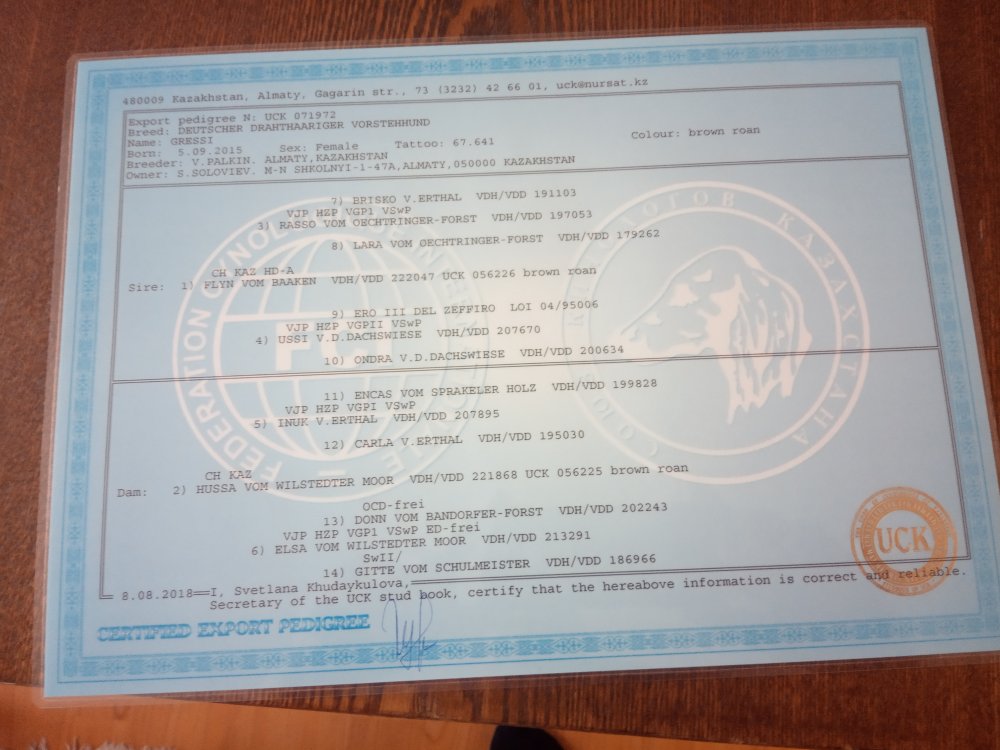 480009 Kazakhstan, Almaty, Gagarin str., 73 (3232) 42 66 01, uck@nursat.kz
Export pedigree N: UCK 071972
Breed: DEUTSCHER DRAHTHAARIGER VORSTEHHUND
Name: GRESSI
Born: 5.09.2015 Sex: Female Tattoo: 67.641 Colour: brown roan
Breeder: V.PALKIN. ALMATY,KAZAKHSTAN
Owner: S.SOLOVIEV. M-N SHKOLNYI-1-47A,ALMATY,050000 KAZAKHSTAN
7) BRISKO V.ERTHAL VDH/VDD 191103
VJP HZP VGP1 VSwP
3) RASSO VOM OECHTRINGER-FORST VDH/VDD 197053
8) LARA VOM OECHTRINGER-FORST VDH/VDD 179262
CH KAZ HD-A
Sire: 1) FLYN VOM BAAKEN VDH/VDD 222047 UCK 056226 brown roan
9) ERO III DEL ZEFFIRO LOI 04/95006
VJP HZP VGPII VSwP
4) USSI V.D.DACHSWIESE VDH/VDD 207670
10) ONDRA V.D.DACHSWIESE VDH/VDD 200634
11) ENCAS VOM SPRAKELER HOLZ VDH/VDD 199828
VJP HZP VGPI VSwP
5) INUK V.ERTHAL VDH/VDD 207895
12) CARLA V.ERTHAL VDH/VDD 195030
CH KAZ
Dam: 2) HUSSA VOM WILSTEDTER MOOR VDH/VDD 221868 UCK 056225 brown roan
OCD-frei
13) DONN VOM BANDORFER-FORST VDH/VDD 202243
VJP HZP VGP1 VSwP ED-frei
6) ELSA VOM WILSTEDTER MOOR VDH/VDD 213291
SwII/
14) GITTE VOM SCHULMEISTER VDH/VDD 186966
8.08.2018 I, Svetlana Khudaykulova,
Secretary of the UCK stud book, certify that the hereabove information is correct and reliable.
CERTIFIED EXPORT PEDIGREE
UCK